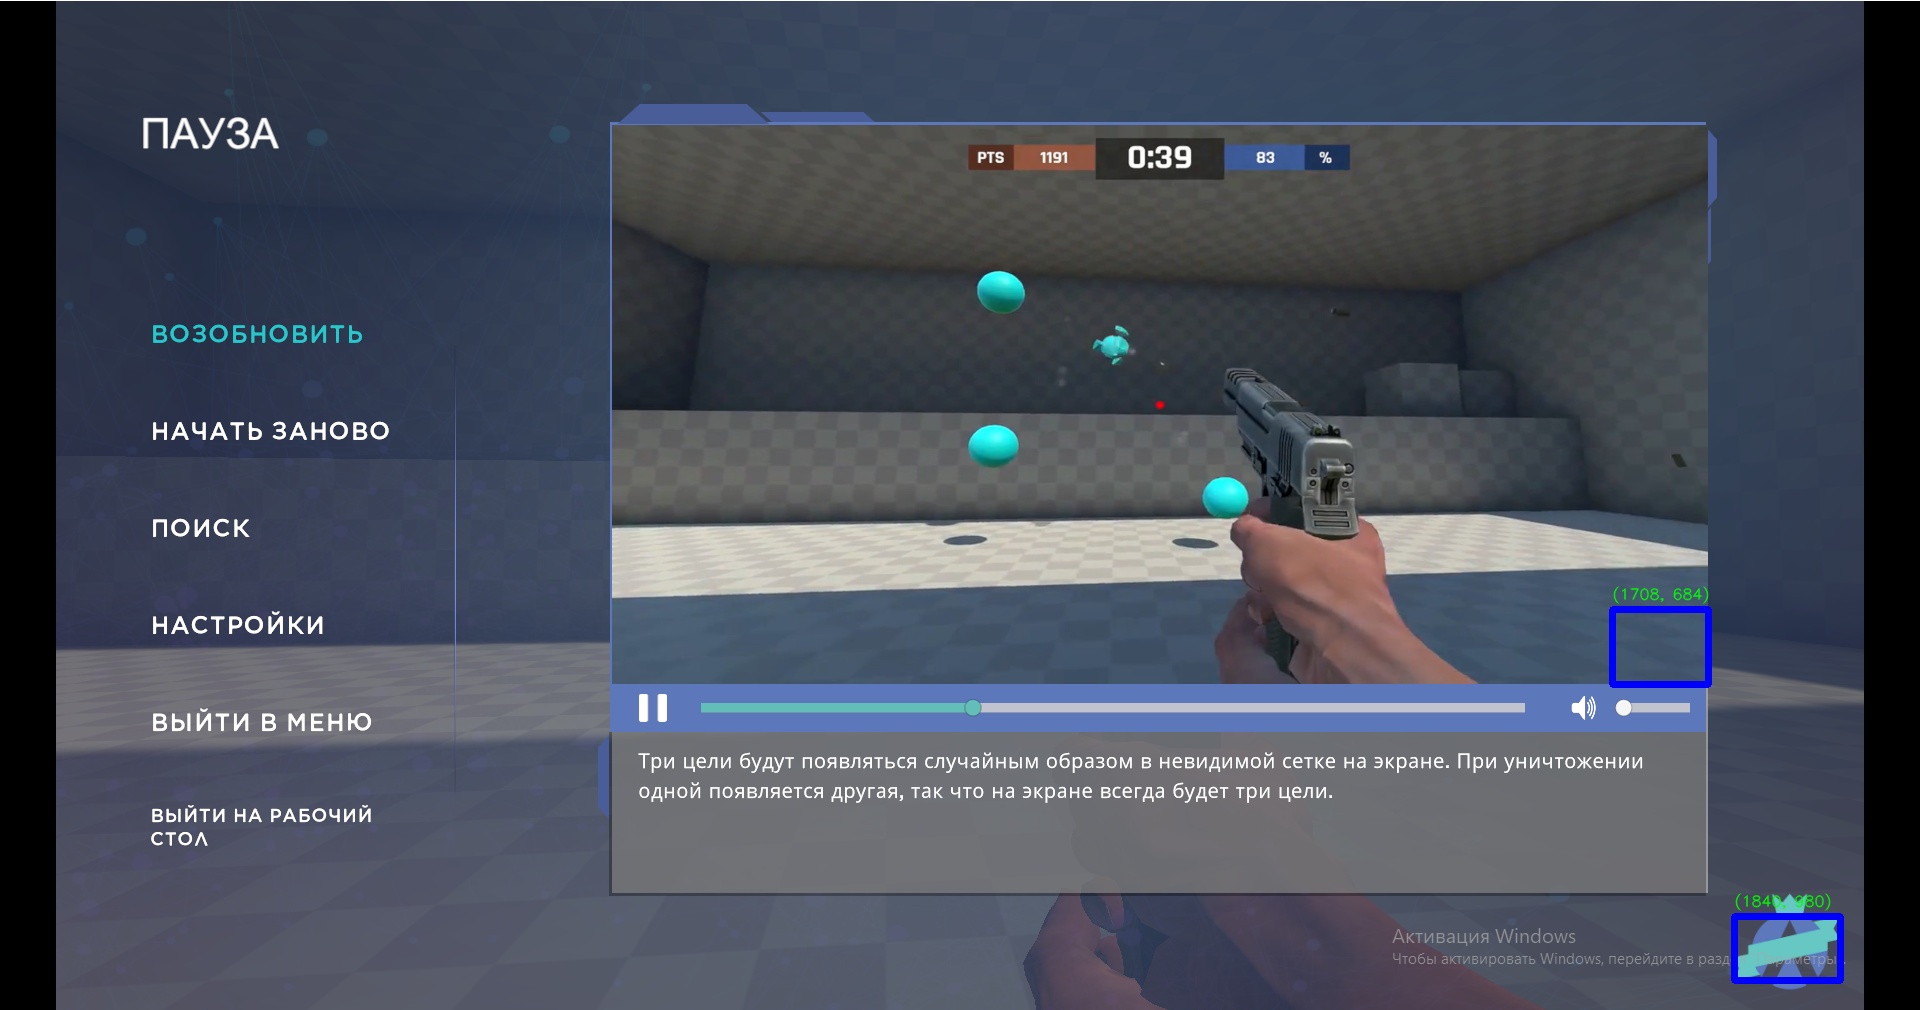 ПАУЗА
PTS 1191 0:39 83 %
ВОЗОБНОВИТЬ
НАЧАТЬ ЗАНОВО
ПОИСК
НАСТРОЙКИ
ВЫЙТИ В МЕНЮ
ВЫЙТИ НА РАБОЧИЙ
СТОЛ
(1708, 684)
Три цели будут появляться случайным образом в невидимой сетке на экране. При уничтожении
одной появляется другая, так что на экране всегда будет три цели.
(1840, 980)
Активация Windows
Чтобы активировать Windows, перейдите в